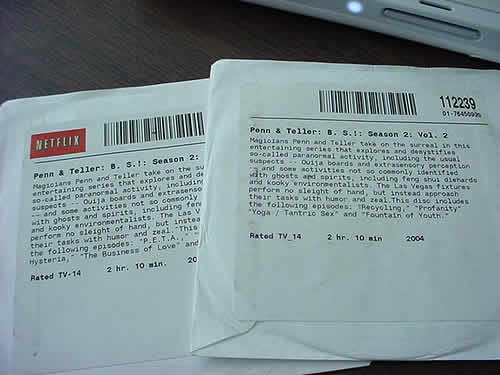 NETFLIX
Penn & Teller: B. S.!: Season 2:
Magicians Penn and Teller take on the su
entertaining series that explores and de
so-called paranormal activity, including
suspects -- Ouija boards and extrasenso
-- and some activities not so commonly
with ghosts and spirits, including fen
and kooky environmentalists. The Las V
perform no sleight of hand, but instead
their tasks with humor and zeal. This
the following episodes: "P.E.T.A.,"
Hysteria," "The Business of Love" and
Rated TV-14 2 hr. 10 min. 20
112239
Penn & Teller: B. S.!: Season 2: Vol. 2
Magicians Penn and Teller take on the surreal in this
entertaining series that explores and demystifies
so-called paranormal activity, including the usual
suspects -- Ouija boards and extrasensory perception
-- and some activities not so commonly identified
with ghosts and spirits, including feng shui diehards
and kooky environmentalists. The Las Vegas fixtures
perform no sleight of hand, but instead approach
their tasks with humor and zeal.This disc includes
the following episodes: "Recycling," "Profanity"
"Yoga / Tantric Sex" and "Fountain of Youth."
Rated TV_14 2 hr. 10 min 2004